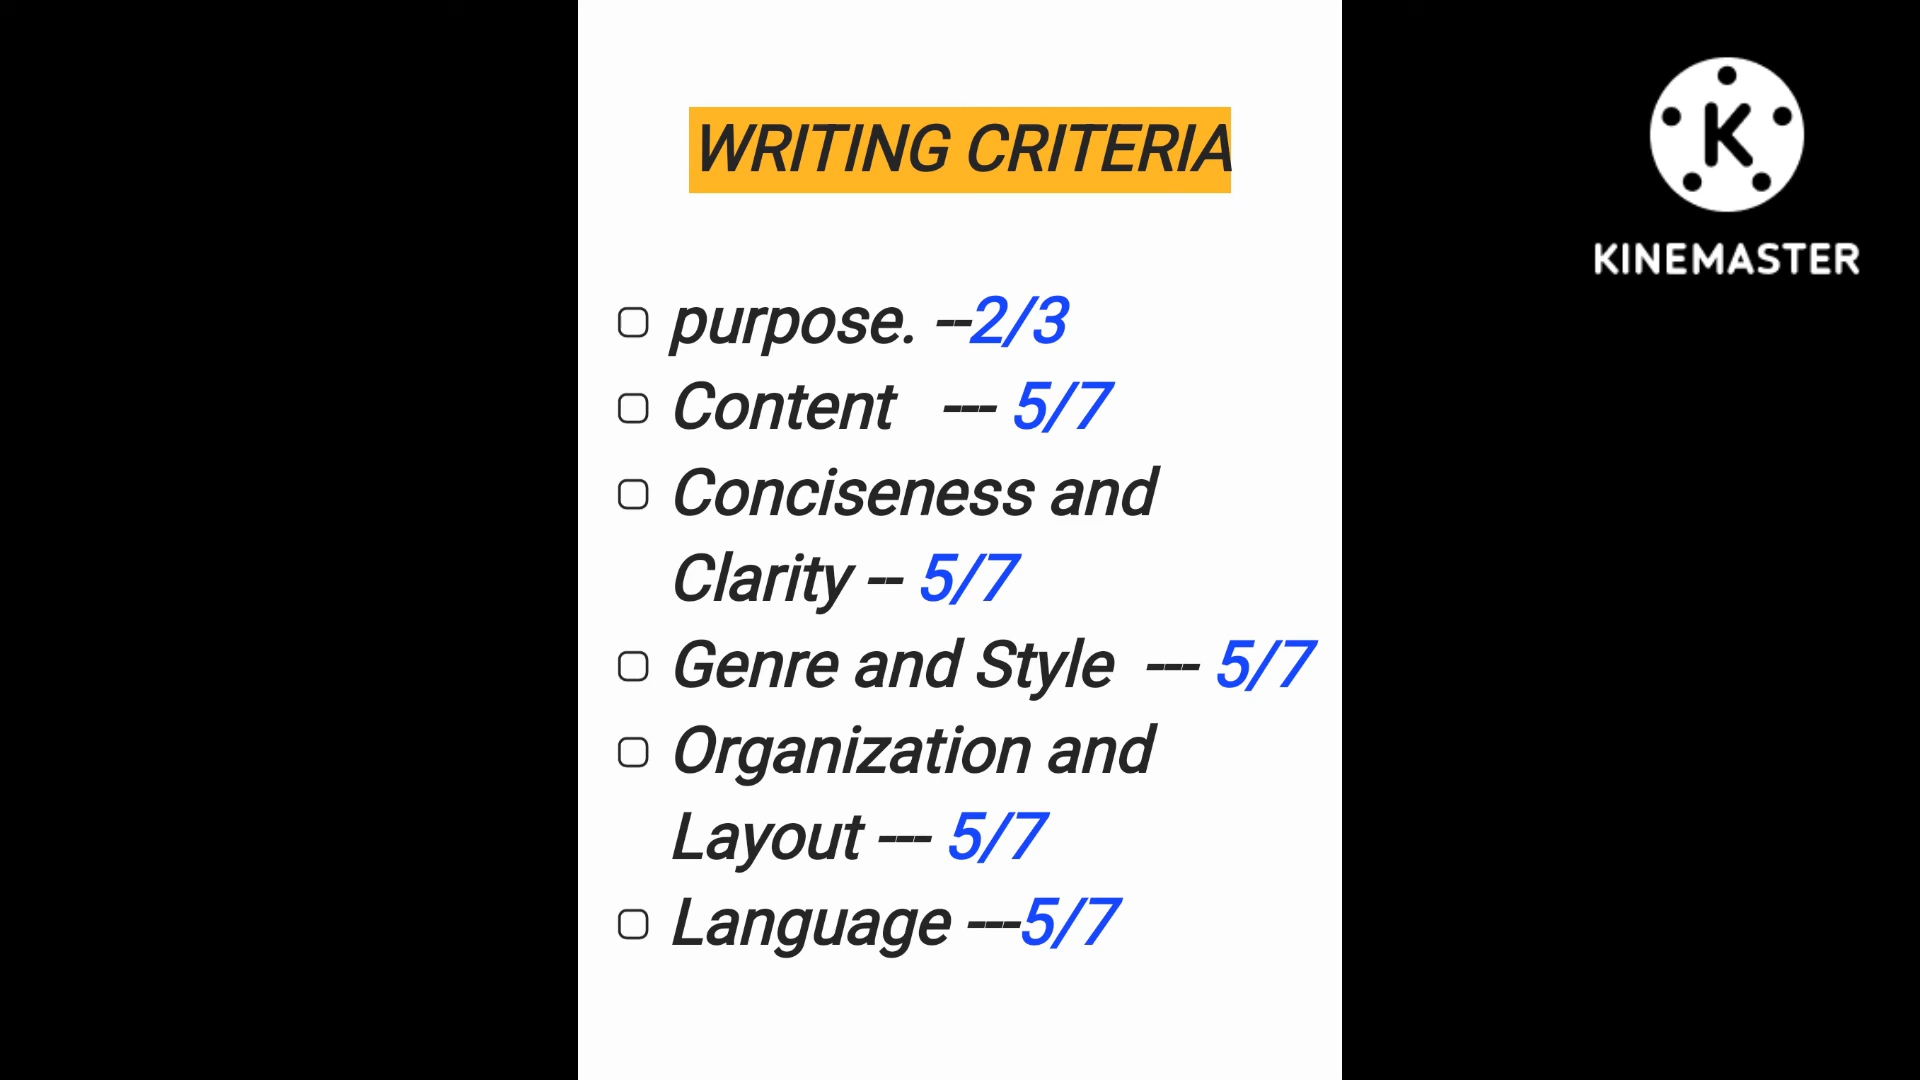 WRITING CRITERIA
purpose. --2/3
Content --- 5/7
Conciseness and
Clarity -- 5/7
Genre and Style --- 5/7
Organization and
Layout --- 5/7
Language ---5/7
K
KINEMASTER